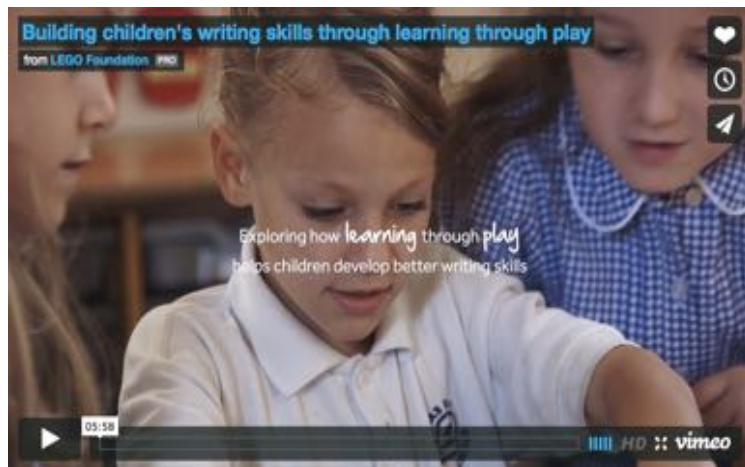 Building children's writing skills through learning through play
from LEGO Foundation PRO
Exploring how learning through play
helps children develop better writing skills
05:58
HD vimeo